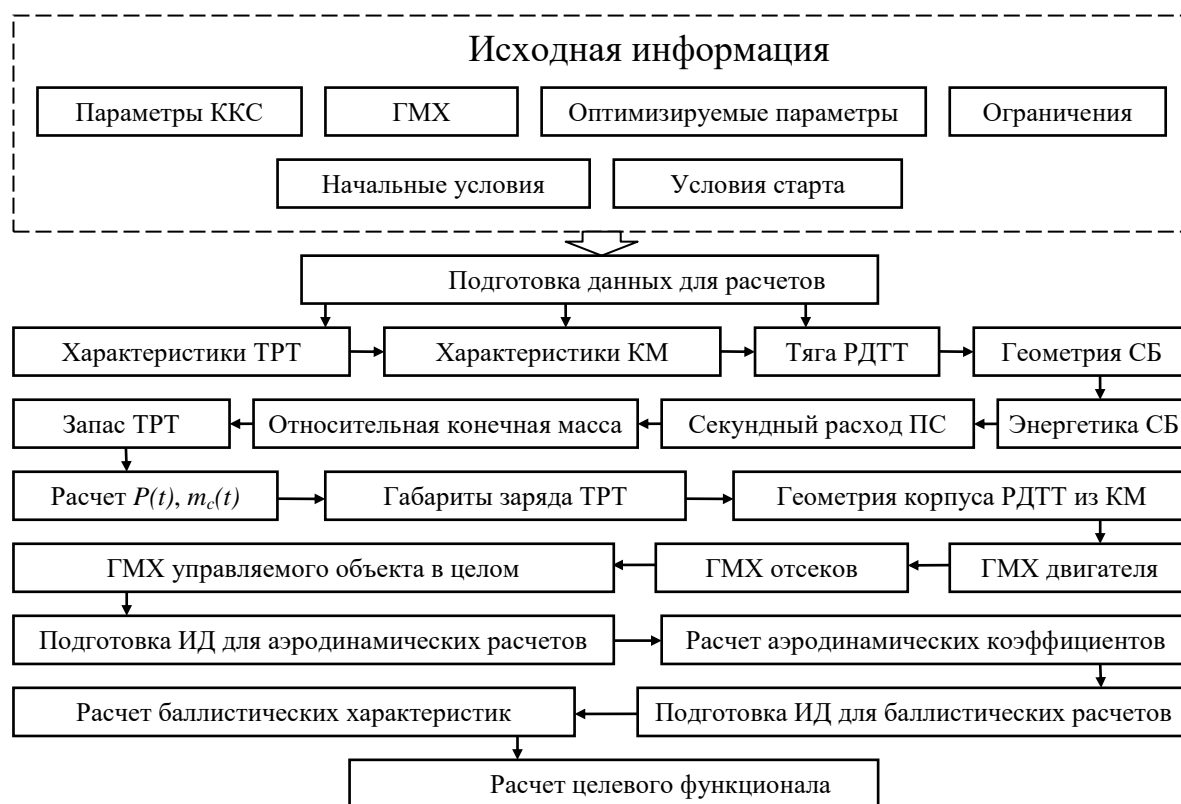 Исходная информация
Параметры ККС
ГМХ
Оптимизируемые параметры
Ограничения
Начальные условия
Условия старта
Подготовка данных для расчетов
Характеристики ТРТ
Характеристики КМ
Тяга РДТТ
Геометрия СБ
Энергетика СБ
Секундный расход ПС
Относительная конечная масса
Запас ТРТ
Расчет P(t), m_c(t)
Габариты заряда ТРТ
Геометрия корпуса РДТТ из КМ
ГМХ двигателя
ГМХ отсеков
ГМХ управляемого объекта в целом
Подготовка ИД для аэродинамических расчетов
Расчет аэродинамических коэффициентов
Подготовка ИД для баллистических расчетов
Расчет баллистических характеристик
Расчет целевого функционала